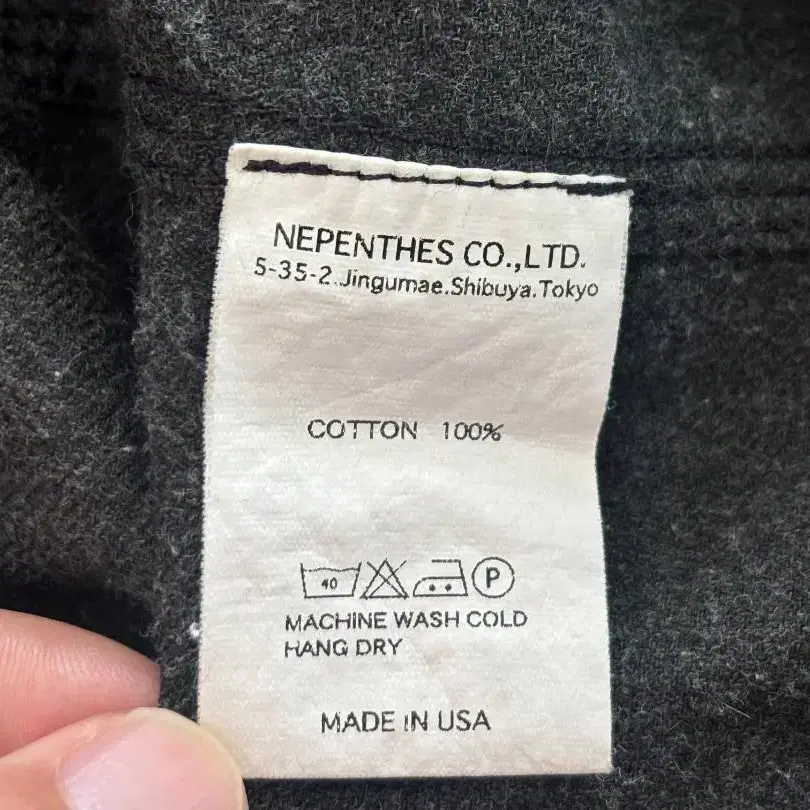 NEPENTHES CO.,LTD.
5-35-2.Jingumae.Shibuya.Tokyo
COTTON 100%
40 P
MACHINE WASH COLD
HANG DRY
MADE IN USA